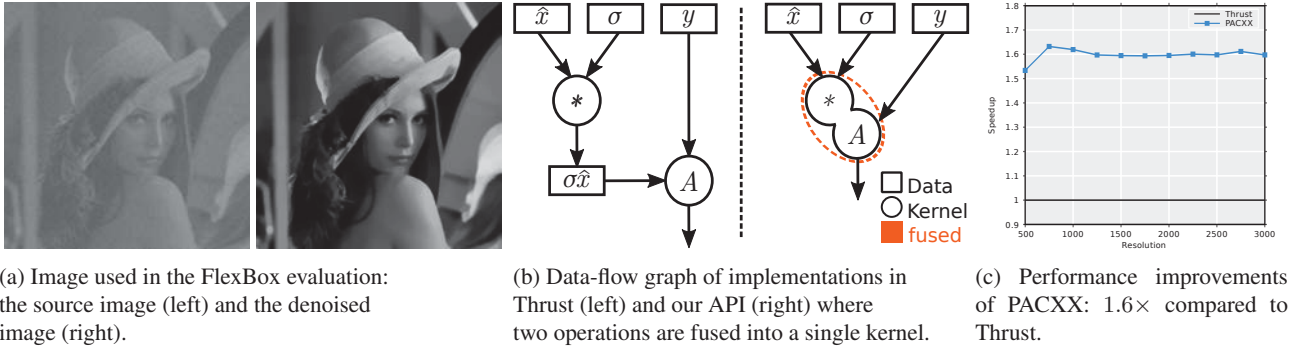 x̂ σ y
*
σx̂ A
x̂ σ y
*
A
Data
Kernel
fused
Thrust
PACXX
1.8
1.7
1.6
1.5
1.4
1.3
1.2
1.1
1
0.9
Speedup
500 1000 1500 2000 2500 3000
Resolution
(a) Image used in the FlexBox evaluation:
the source image (left) and the denoised
image (right).
(b) Data-flow graph of implementations in
Thrust (left) and our API (right) where
two operations are fused into a single kernel.
(c) Performance improvements
of PACXX: 1.6× compared to
Thrust.